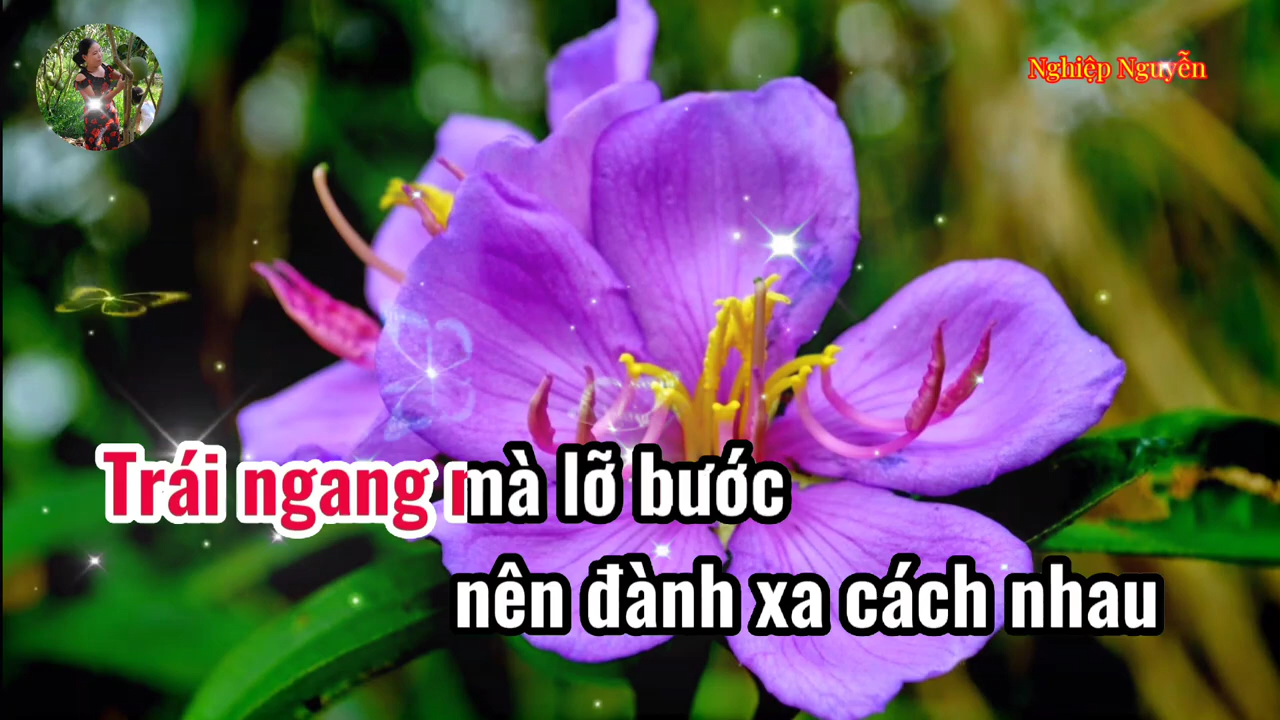 Nghiệp Nguyễn
Trái ngang mà lỡ bước
nên đành xa cách nhau